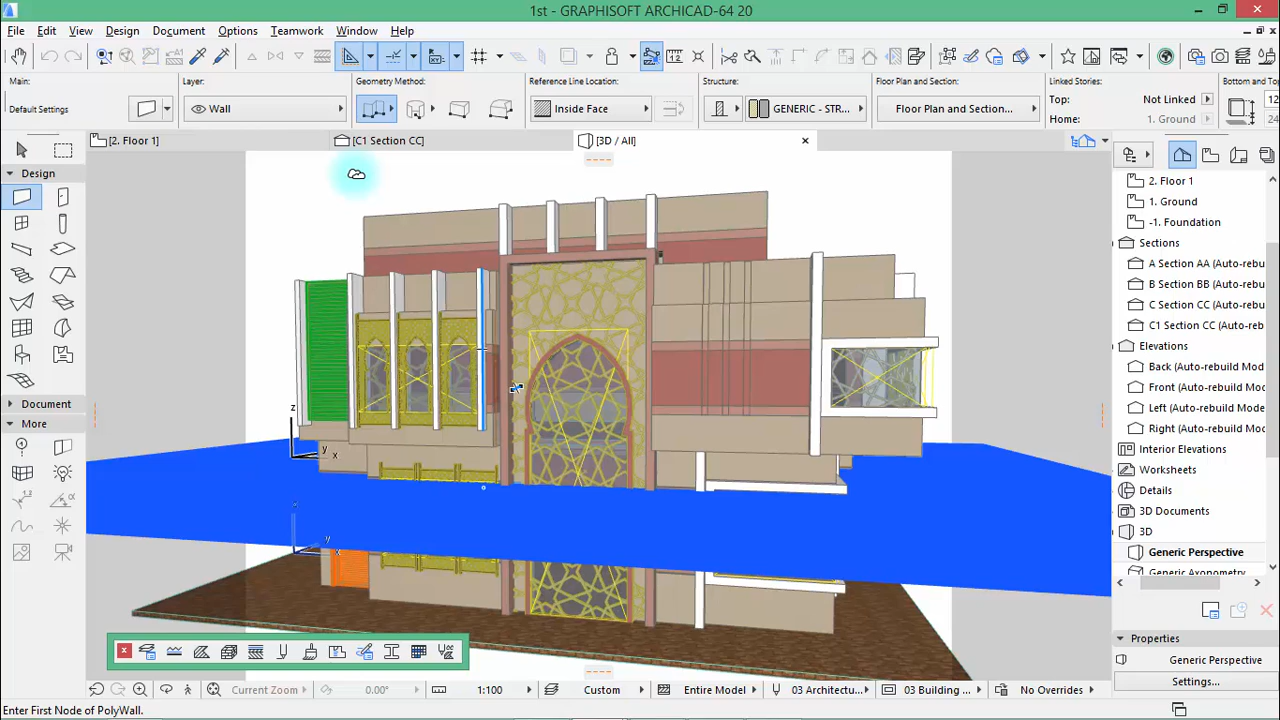 1st - GRAPHISOFT ARCHICAD-64 20
File Edit View Design Document Options Teamwork Window Help
Main:
Default Settings
Layer:
Wall
Geometry Method:
Reference Line Location:
Inside Face
Structure:
GENERIC - STR...
Floor Plan and Section:
Floor Plan and Section...
Linked Stories:
Top: Not Linked
Home: 1. Ground
Bottom and To
12
[2. Floor 1]
[C1 Section CC]
[3D / All]
Design
Document
More
2. Floor 1
1. Ground
-1. Foundation
Sections
A Section AA (Auto-rebu
B Section BB (Auto-rebu
C Section CC (Auto-rebu
C1 Section CC (Auto-reb
Elevations
Back (Auto-rebuild Mod
Front (Auto-rebuild Mod
Left (Auto-rebuild Mode
Right (Auto-rebuild Mod
Interior Elevations
Worksheets
Details
3D Documents
3D
Generic Perspective
Generic Axonometry
Properties
Generic Perspective
Settings...
z
y
x
y
x
Current Zoom
0.00°
1:100
Custom
Entire Model
03 Architectu...
03 Building ...
No Overrides
Enter First Node of PolyWall.